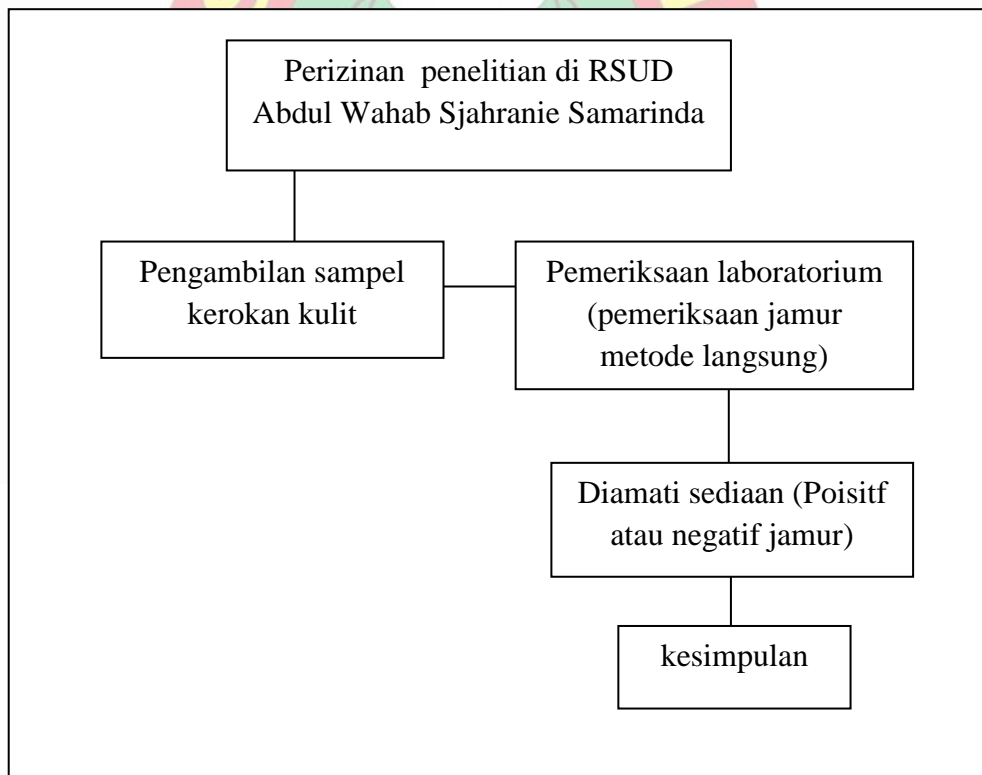 Perizinan penelitian di RSUD
Abdul Wahab Sjahranie Samarinda
Pengambilan sampel
kerokan kulit
Pemeriksaan laboratorium
(pemeriksaan jamur
metode langsung)
Diamati sediaan (Poisitf
atau negatif jamur)
kesimpulan